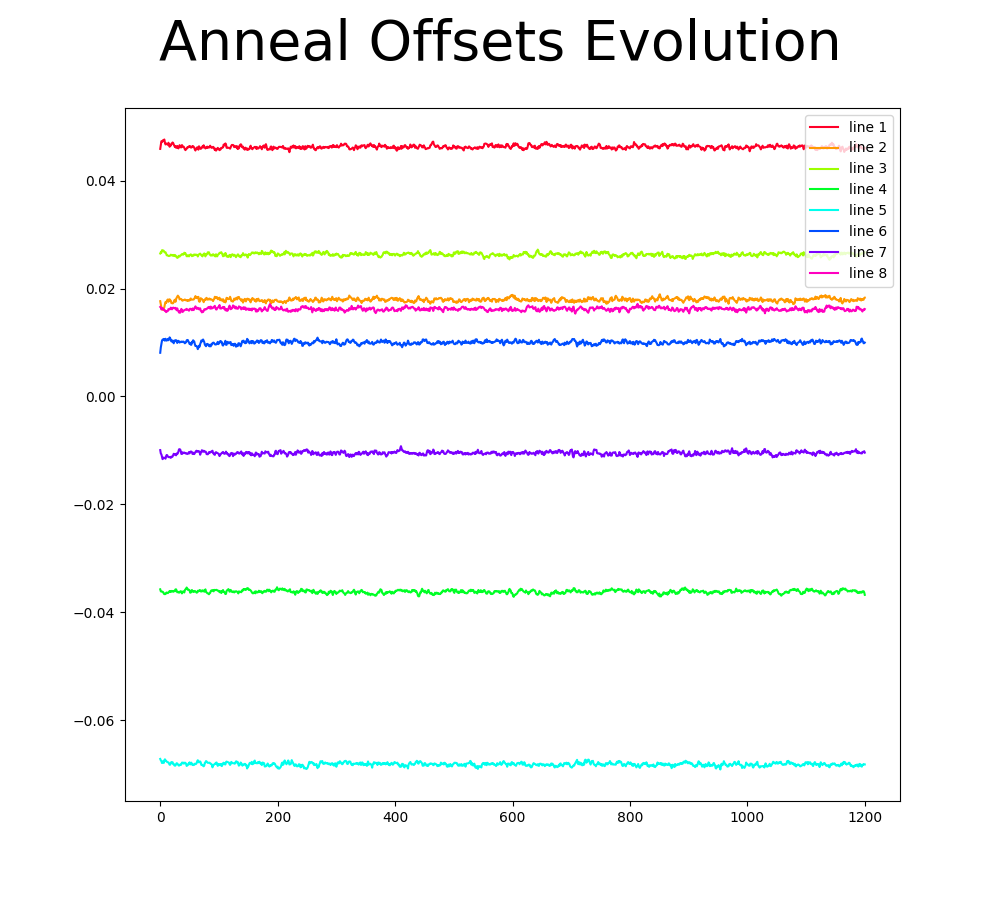 Anneal Offsets Evolution
line 1
line 2
line 3
line 4
line 5
line 6
line 7
line 8
0.04
0.02
0.00
−0.02
−0.04
−0.06
0 200 400 600 800 1000 1200